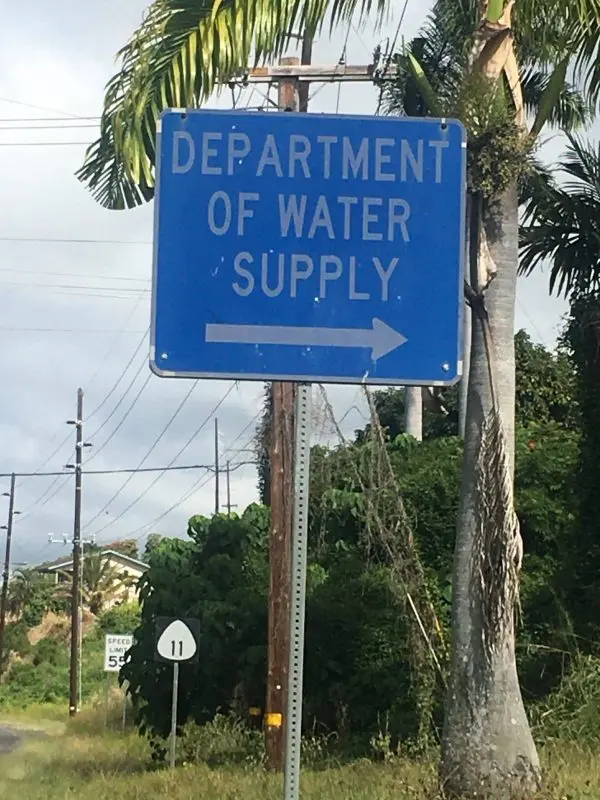 DEPARTMENT
OF WATER
SUPPLY
11
SPEED
LIMIT
55